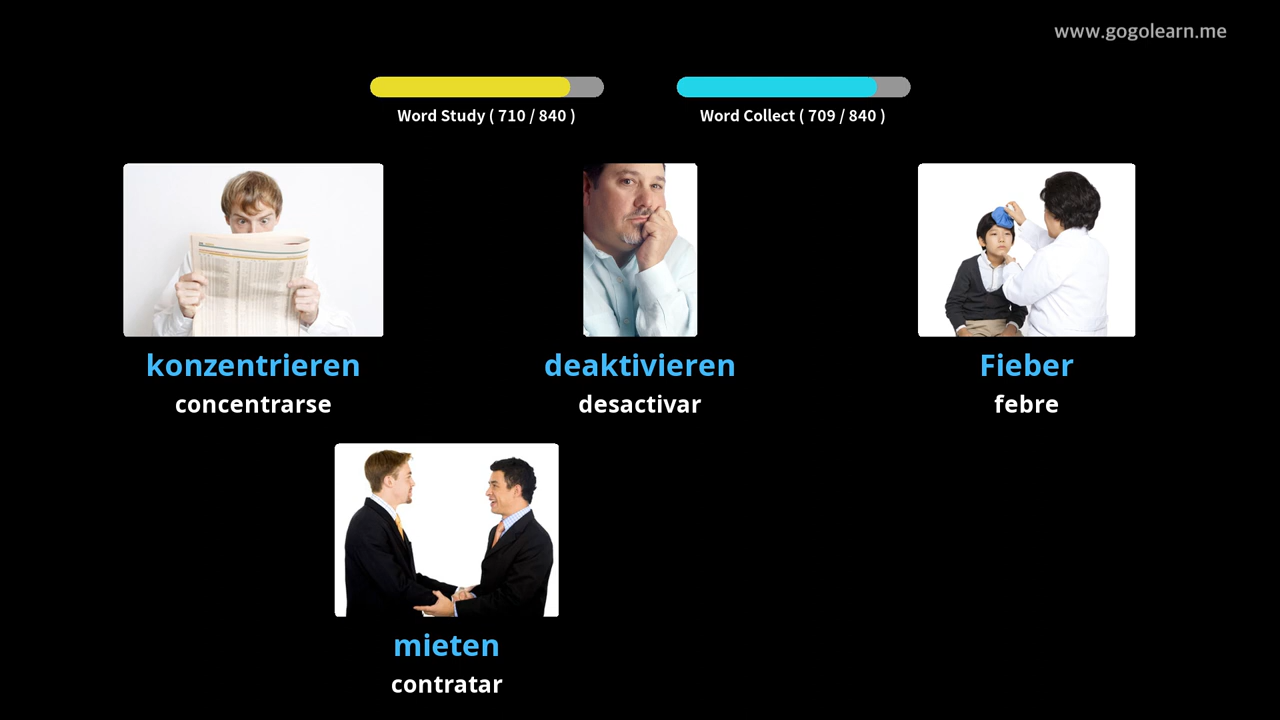 www.gogolearn.me
Word Study ( 710 / 840 )
Word Collect ( 709 / 840 )
konzentrieren
concentrarse
deaktivieren
desactivar
Fieber
febre
mieten
contratar